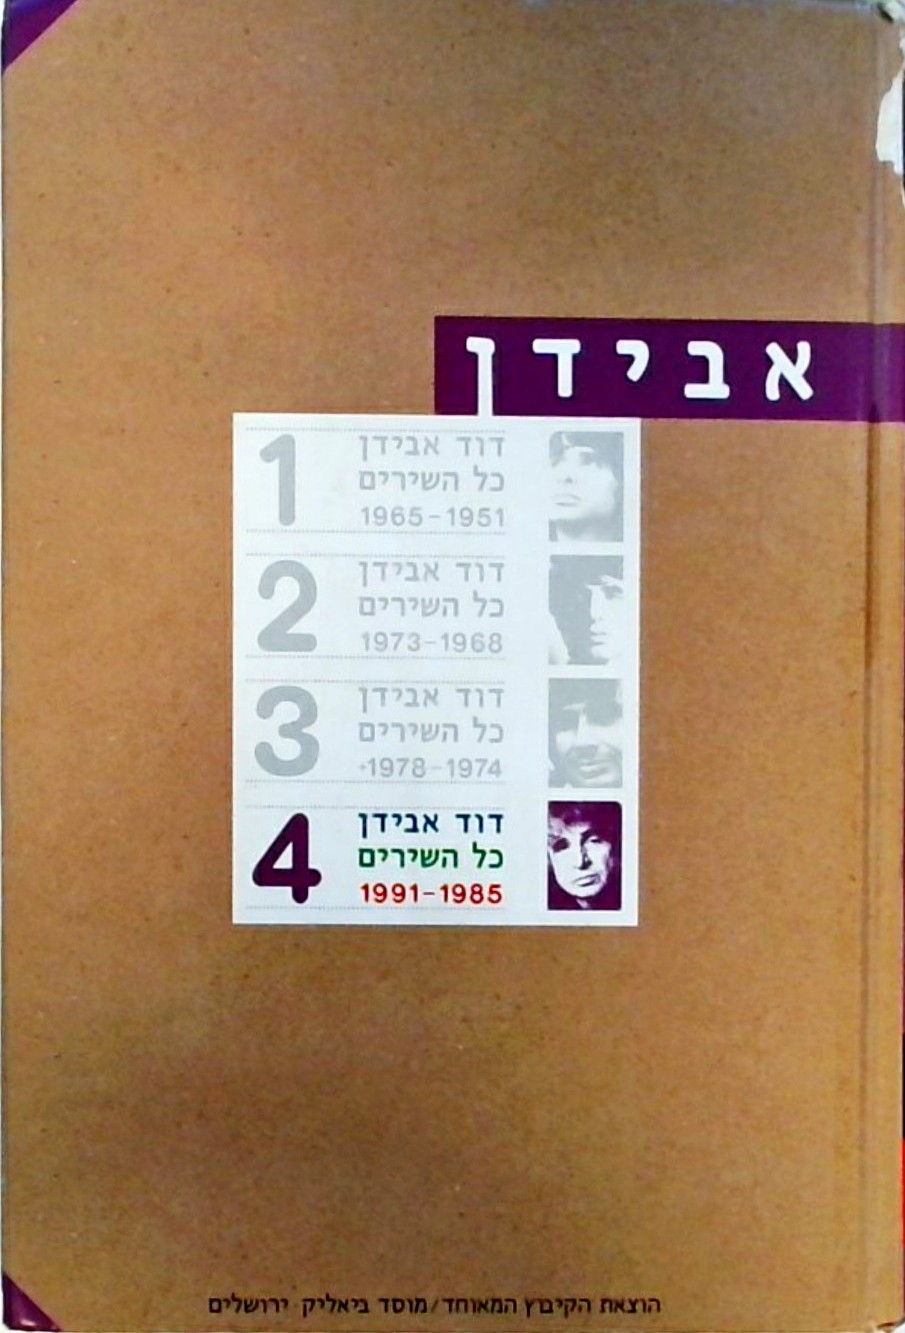 אבידן
1
דוד אבידן
כל השירים
1965-1951
2
דוד אבידן
כל השירים
1973-1968
3
דוד אבידן
כל השירים
+1978-1974
4
דוד אבידן
כל השירים
1991-1985
הוצאת הקיבוץ המאוחד/מוסד ביאליק · ירושלים